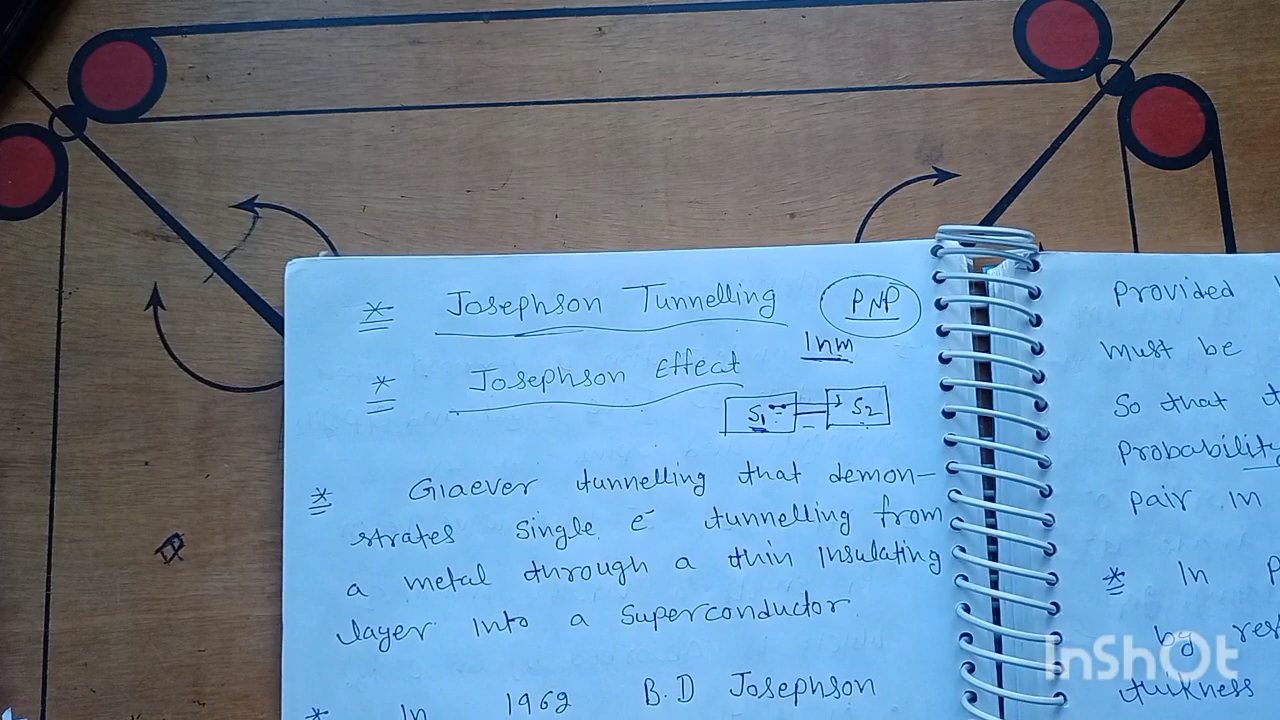 * Josephson Tunnelling PNP
1nm
* Josephson Effect
S1 S2
* Giaever tunnelling that demon-
strates single e⁻ tunnelling from
a metal through a thin insulating
layer into a superconductor
* In 1962 B.D Josephson
Provided
must be
So that
Probability
pair in
* In
by
thickness
InShOt